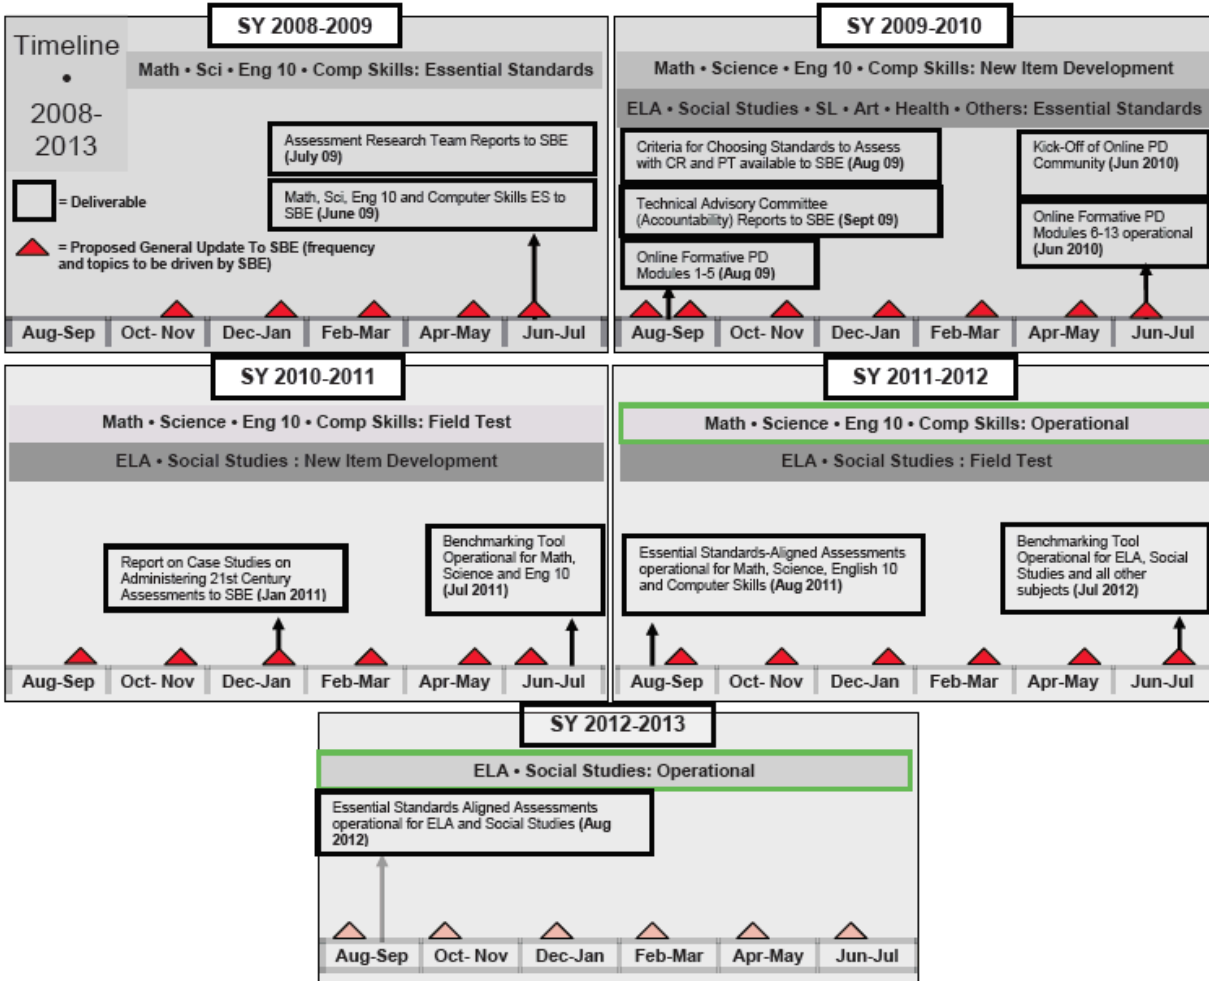 SY 2008-2009
Timeline
•
2008-
2013
Math • Sci • Eng 10 • Comp Skills: Essential Standards
Assessment Research Team Reports to SBE
(July 09)
Math, Sci, Eng 10 and Computer Skills ES to
SBE (June 09)
= Deliverable
= Proposed General Update To SBE (frequency
and topics to be driven by SBE)
Aug-Sep Oct- Nov Dec-Jan Feb-Mar Apr-May Jun-Jul
SY 2009-2010
Math • Science • Eng 10 • Comp Skills: New Item Development
ELA • Social Studies • SL • Art • Health • Others: Essential Standards
Criteria for Choosing Standards to Assess
with CR and PT available to SBE (Aug 09)
Technical Advisory Committee
(Accountability) Reports to SBE (Sept 09)
Online Formative PD
Modules 1-5 (Aug 09)
Kick-Off of Online PD
Community (Jun 2010)
Online Formative PD
Modules 6-13 operational
(Jun 2010)
Aug-Sep Oct- Nov Dec-Jan Feb-Mar Apr-May Jun-Jul
SY 2010-2011
Math • Science • Eng 10 • Comp Skills: Field Test
ELA • Social Studies : New Item Development
Report on Case Studies on
Administering 21st Century
Assessments to SBE (Jan 2011)
Benchmarking Tool
Operational for Math,
Science and Eng 10
(Jul 2011)
Aug-Sep Oct- Nov Dec-Jan Feb-Mar Apr-May Jun-Jul
SY 2011-2012
Math • Science • Eng 10 • Comp Skills: Operational
ELA • Social Studies : Field Test
Essential Standards-Aligned Assessments
operational for Math, Science, English 10
and Computer Skills (Aug 2011)
Benchmarking Tool
Operational for ELA, Social
Studies and all other
subjects (Jul 2012)
Aug-Sep Oct- Nov Dec-Jan Feb-Mar Apr-May Jun-Jul
SY 2012-2013
ELA • Social Studies: Operational
Essential Standards Aligned Assessments
operational for ELA and Social Studies (Aug
2012)
Aug-Sep Oct- Nov Dec-Jan Feb-Mar Apr-May Jun-Jul